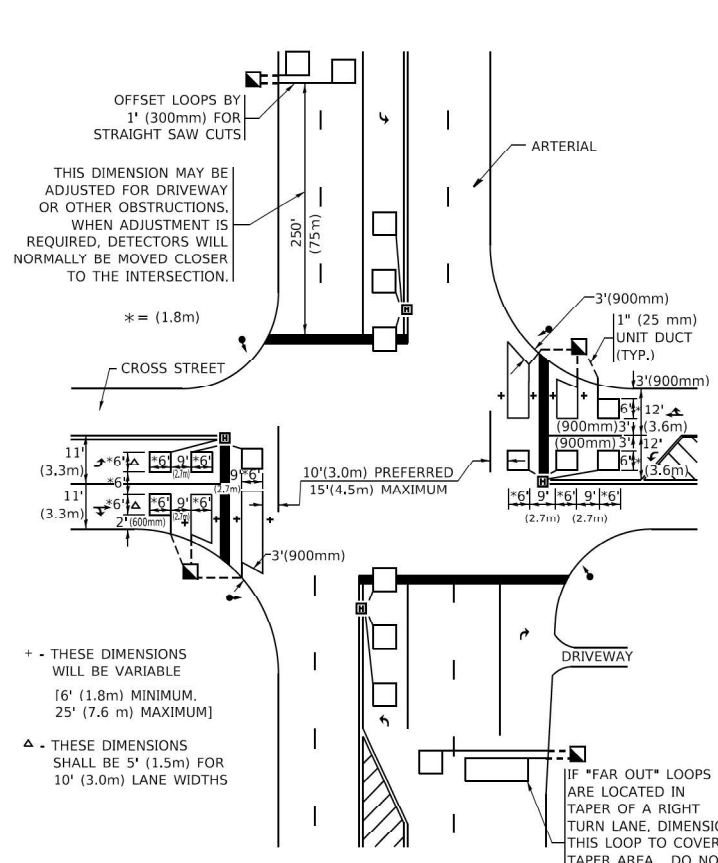 OFFSET LOOPS BY
1' (300mm) FOR
STRAIGHT SAW CUTS
THIS DIMENSION MAY BE
ADJUSTED FOR DRIVEWAY
OR OTHER OBSTRUCTIONS.
WHEN ADJUSTMENT IS
REQUIRED, DETECTORS WILL
NORMALLY BE MOVED CLOSER
TO THE INTERSECTION.
250'
(75m)
* = (1.8m)
ARTERIAL
CROSS STREET
H
3'(900mm)
1" (25 mm)
UNIT DUCT
(TYP.)
3'(900mm)
6'* 12'
(3.6m)
(900mm)3'
(900mm)3' 12'
6'*
(3.6m)
H
*6' 9' *6' 9' *6'
(2.7m) (2.7m)
H
11'
(3.3m)
*6' △ *6' 9' *6'
(2.7m)
9' *6'
(2.7m)
*6'
11'
(3.3m)
*6' △ *6' 9' *6'
(2.7m)
2'(600mm)
10'(3.0m) PREFERRED
15'(4.5m) MAXIMUM
3'(900mm)
H
DRIVEWAY
+ - THESE DIMENSIONS
WILL BE VARIABLE
[6' (1.8m) MINIMUM.
25' (7.6 m) MAXIMUM]
△ - THESE DIMENSIONS
SHALL BE 5' (1.5m) FOR
10' (3.0m) LANE WIDTHS
IF "FAR OUT" LOOPS
ARE LOCATED IN
TAPER OF A RIGHT
TURN LANE, DIMENSIO
THIS LOOP TO COVER
TAPER AREA. DO NO